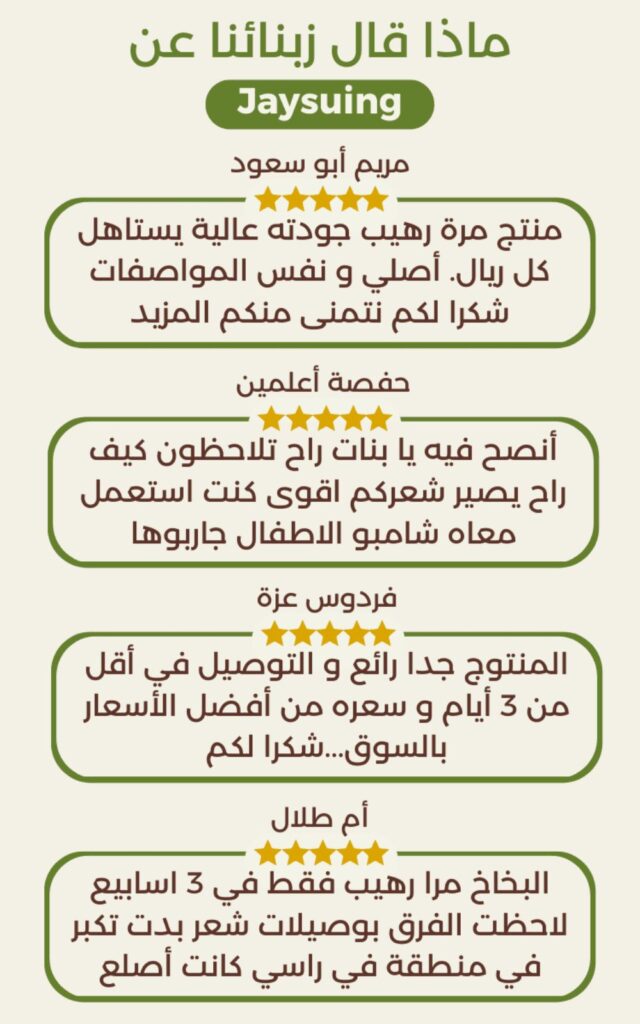 ماذا قال زبنائنا عن
Jaysuing
مريم أبو سعود
منتج مرة رهيب جودته عالية يستاهل
كل ريال. أصلي و نفس المواصفات
شكرا لكم نتمنى منكم المزيد
حفصة أعلمين
أنصح فيه يا بنات راح تلاحظون كيف
راح يصير شعركم اقوى كنت استعمل
معاه شامبو الاطفال جاربوها
فردوس عزة
المنتوج جدا رائع و التوصيل في أقل
من 3 أيام و سعره من أفضل الأسعار
بالسوق...شكرا لكم
أم طلال
البخاخ مرا رهيب فقط في 3 اسابيع
لاحظت الفرق بوصيلات شعر بدت تكبر
في منطقة في راسي كانت أصلع